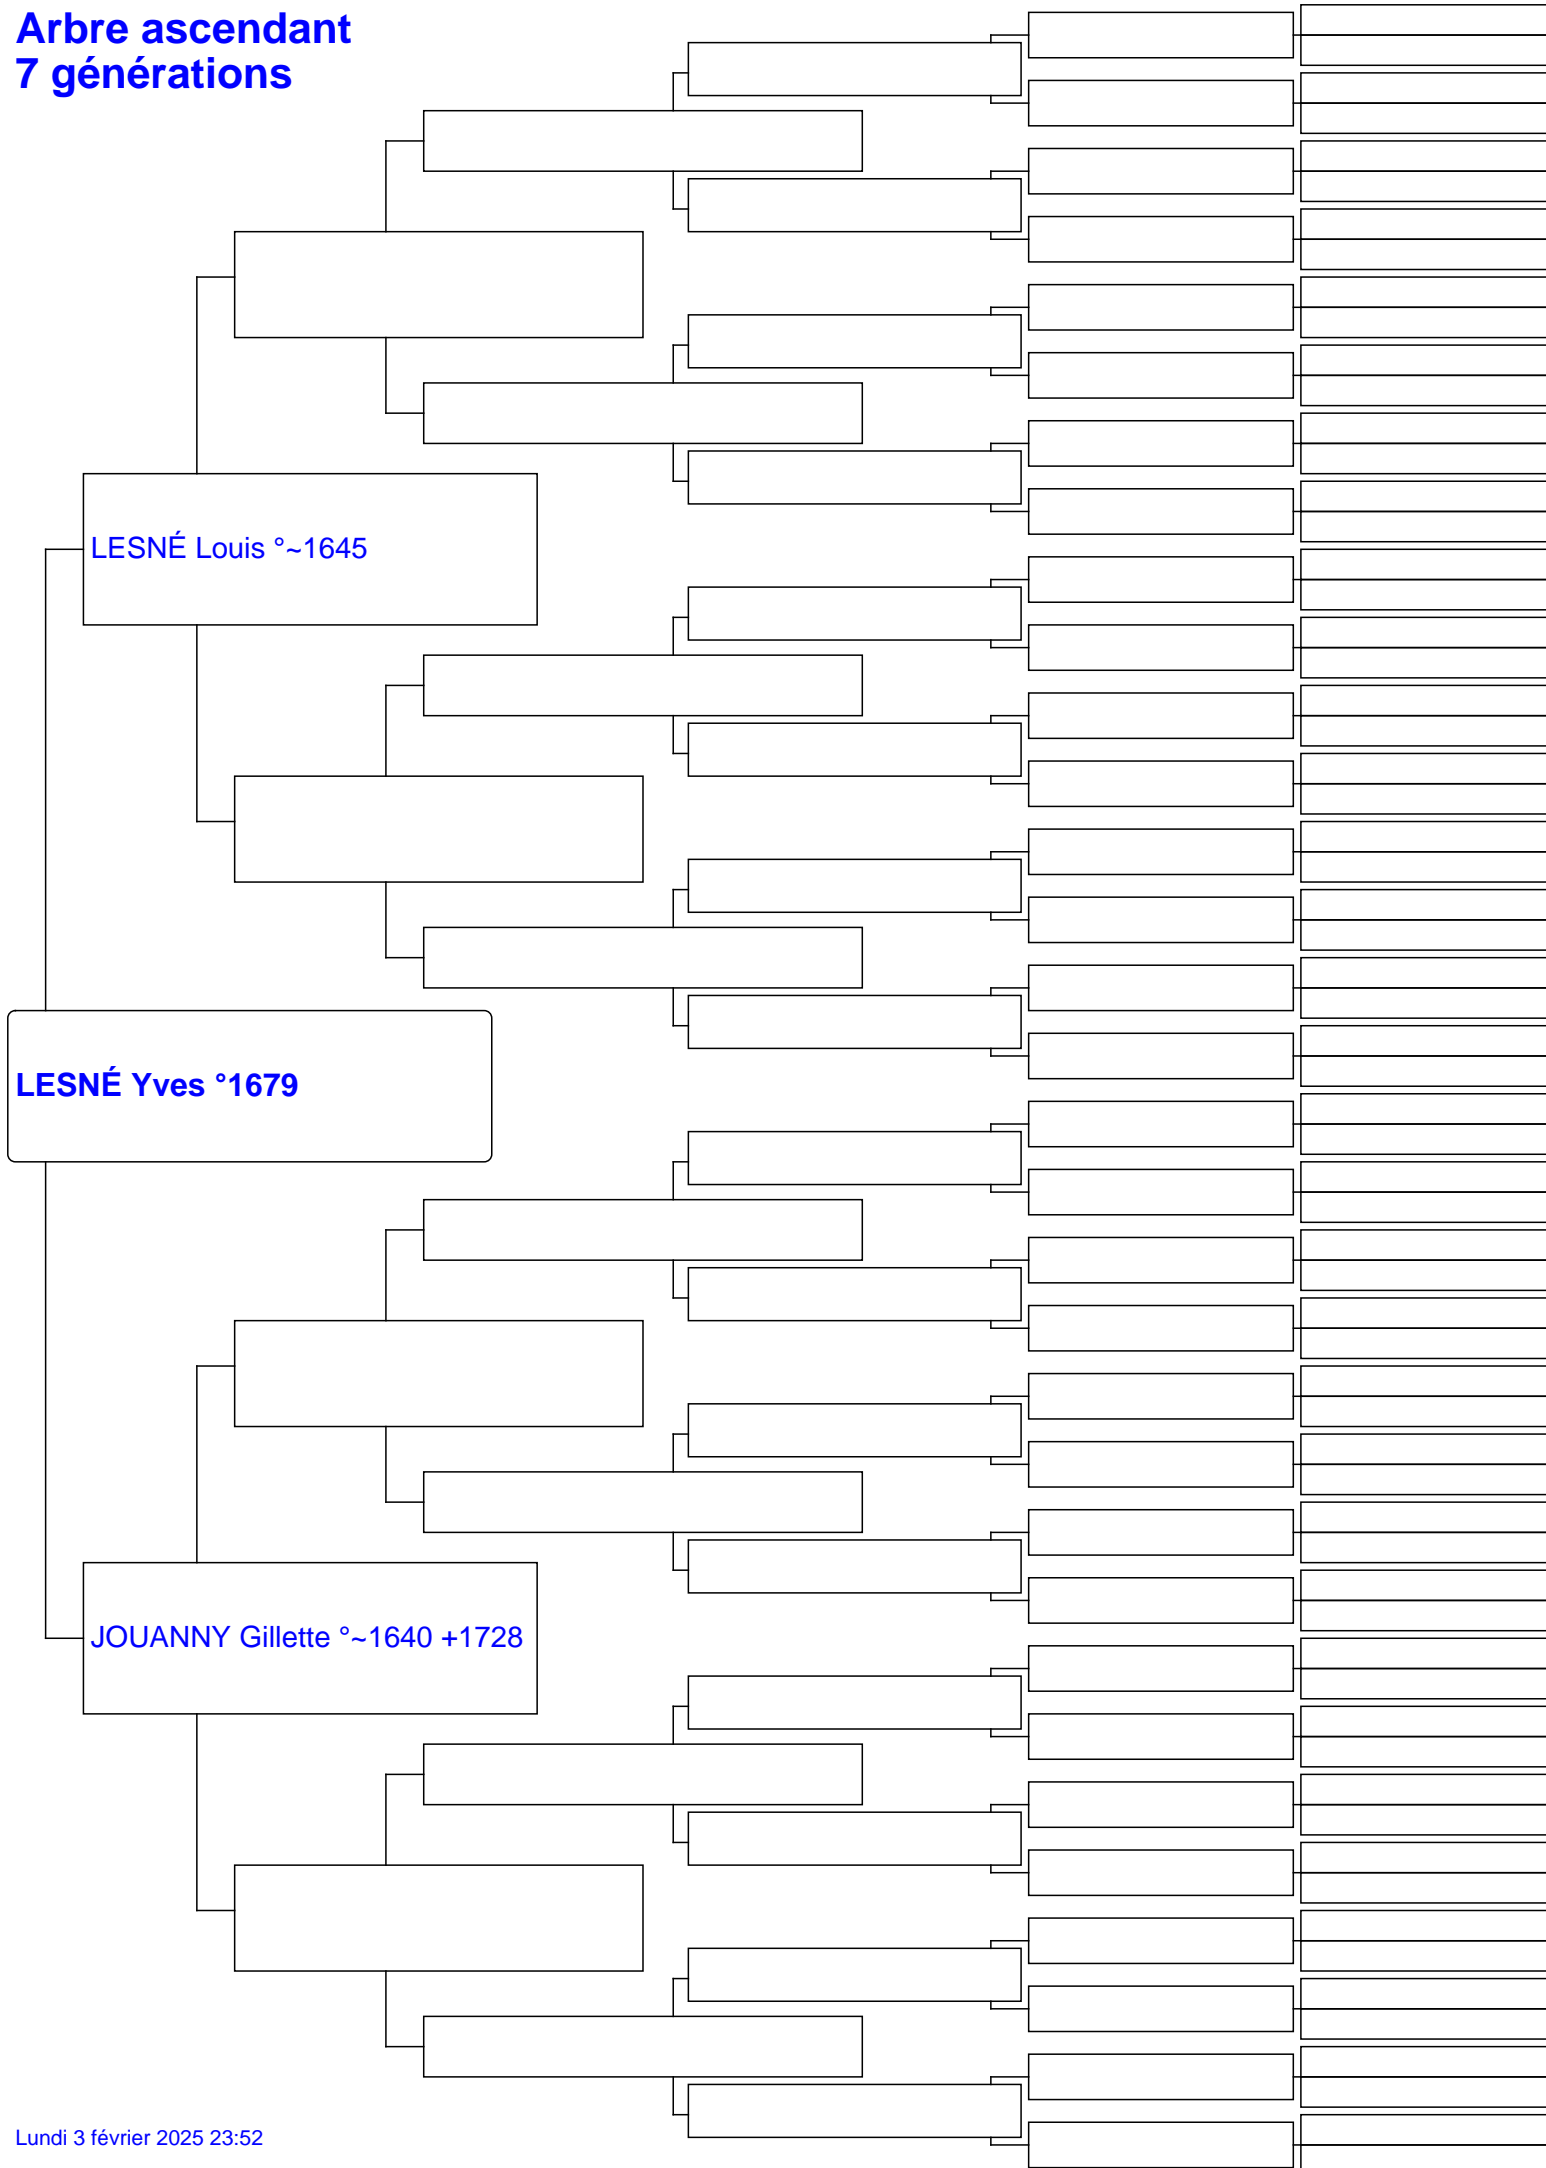 Arbre ascendant
7 générations
LESNÉ Louis °~1645
LESNÉ Yves °1679
JOUANNY Gillette °~1640 +1728
Lundi 3 février 2025 23:52